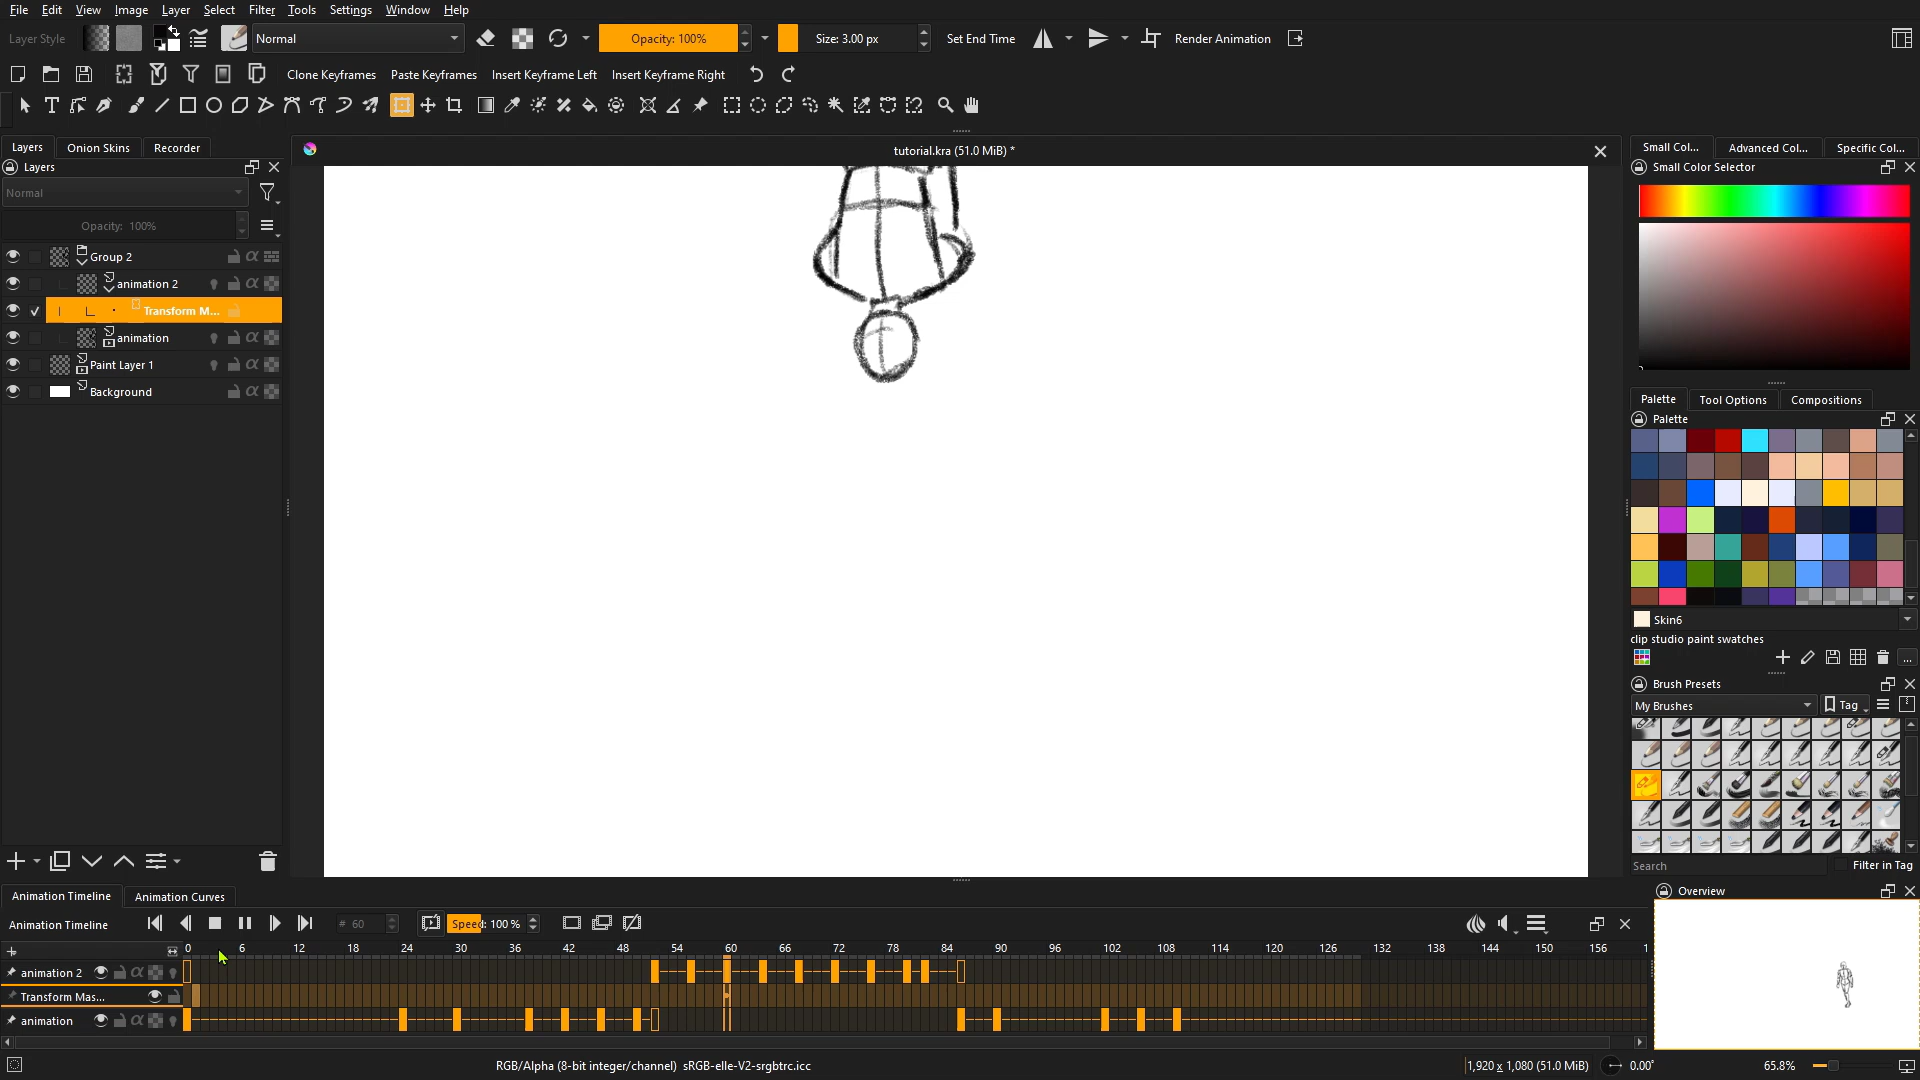 File Edit View Image Layer Select Filter Tools Settings Window Help
Layer Style Normal Opacity: 100% Size: 3.00 px Set End Time Render Animation
Clone Keyframes Paste Keyframes Insert Keyframe Left Insert Keyframe Right
Layers Onion Skins Recorder
Layers
Normal
Opacity: 100%
Group 2
animation 2
Transform M...
animation
Paint Layer 1
Background
tutorial.kra (51.0 MiB) *
Small Col... Advanced Col... Specific Col...
Small Color Selector
Palette Tool Options Compositions
Palette
Skin6
clip studio paint swatches
...
Brush Presets
My Brushes Tag
Search Filter in Tag
Animation Timeline Animation Curves
Animation Timeline # 60 Speed: 100 %
0 6 12 18 24 30 36 42 48 54 60 66 72 78 84 90 96 102 108 114 120 126 132 138 144 150 156 1
animation 2
Transform Mas...
animation
Overview
RGB/Alpha (8-bit integer/channel) sRGB-elle-V2-srgbtrc.icc
1,920 x 1,080 (51.0 MiB) 0.00° 65.8%